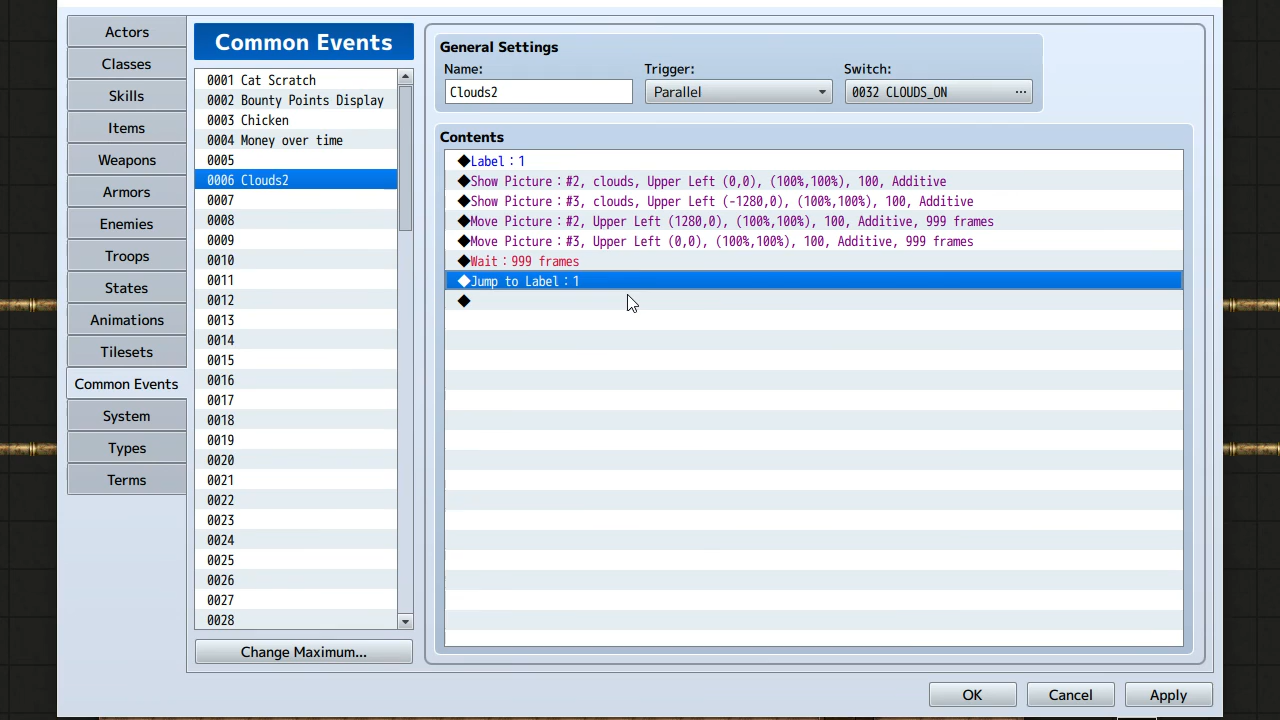 Actors
Classes
Skills
Items
Weapons
Armors
Enemies
Troops
States
Animations
Tilesets
Common Events
System
Types
Terms
Common Events
0001 Cat Scratch
0002 Bounty Points Display
0003 Chicken
0004 Money over time
0005
0006 Clouds2
0007
0008
0009
0010
0011
0012
0013
0014
0015
0016
0017
0018
0019
0020
0021
0022
0023
0024
0025
0026
0027
0028
Change Maximum...
General Settings
Name: Trigger: Switch:
Clouds2 Parallel 0032 CLOUDS_ON ...
Contents
◆Label：1
◆Show Picture：#2, clouds, Upper Left (0,0), (100%,100%), 100, Additive
◆Show Picture：#3, clouds, Upper Left (-1280,0), (100%,100%), 100, Additive
◆Move Picture：#2, Upper Left (1280,0), (100%,100%), 100, Additive, 999 frames
◆Move Picture：#3, Upper Left (0,0), (100%,100%), 100, Additive, 999 frames
◆Wait：999 frames
◆Jump to Label：1
◆
OK Cancel Apply